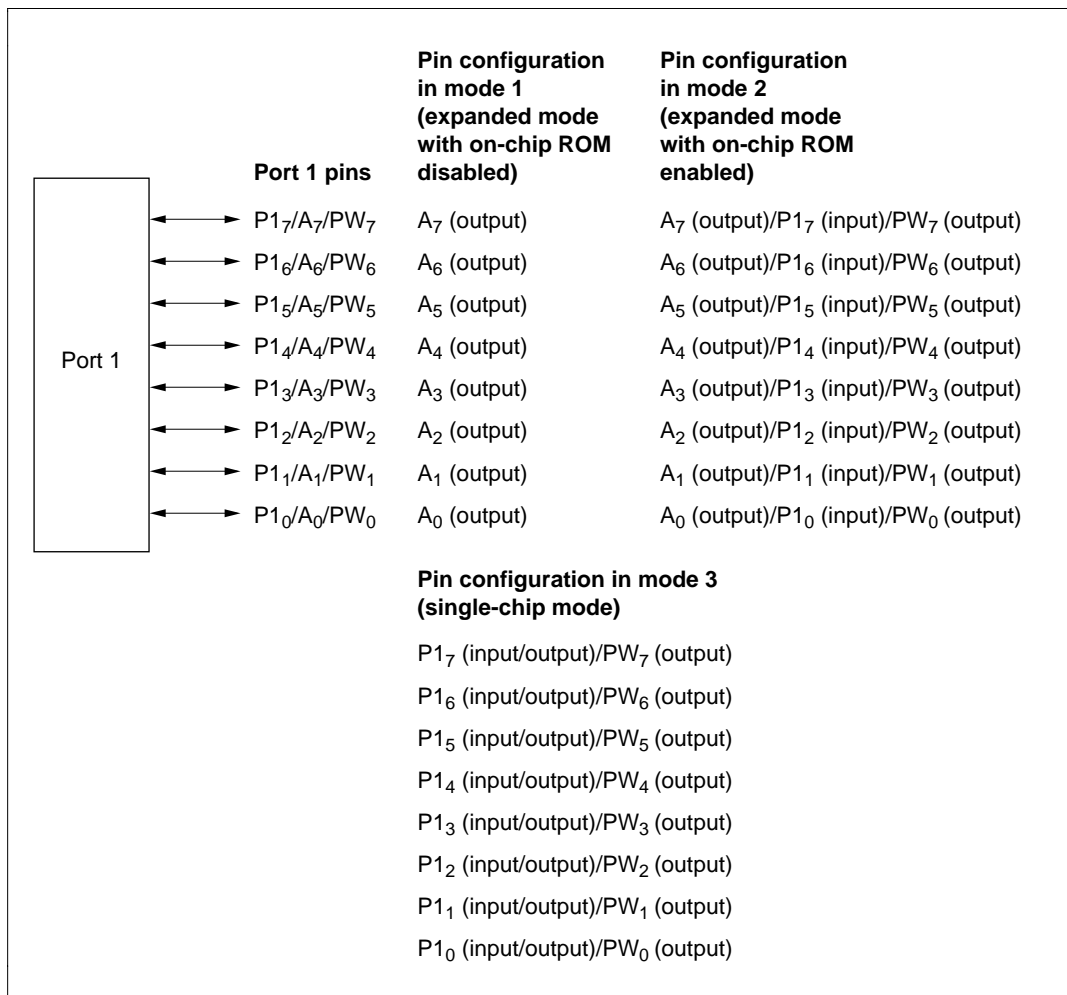 Pin configuration
in mode 1
(expanded mode
with on-chip ROM
disabled)
Pin configuration
in mode 2
(expanded mode
with on-chip ROM
enabled)
Port 1 pins
Port 1
P1₇/A₇/PW₇ A₇ (output) A₇ (output)/P1₇ (input)/PW₇ (output)
P1₆/A₆/PW₆ A₆ (output) A₆ (output)/P1₆ (input)/PW₆ (output)
P1₅/A₅/PW₅ A₅ (output) A₅ (output)/P1₅ (input)/PW₅ (output)
P1₄/A₄/PW₄ A₄ (output) A₄ (output)/P1₄ (input)/PW₄ (output)
P1₃/A₃/PW₃ A₃ (output) A₃ (output)/P1₃ (input)/PW₃ (output)
P1₂/A₂/PW₂ A₂ (output) A₂ (output)/P1₂ (input)/PW₂ (output)
P1₁/A₁/PW₁ A₁ (output) A₁ (output)/P1₁ (input)/PW₁ (output)
P1₀/A₀/PW₀ A₀ (output) A₀ (output)/P1₀ (input)/PW₀ (output)
Pin configuration in mode 3
(single-chip mode)
P1₇ (input/output)/PW₇ (output)
P1₆ (input/output)/PW₆ (output)
P1₅ (input/output)/PW₅ (output)
P1₄ (input/output)/PW₄ (output)
P1₃ (input/output)/PW₃ (output)
P1₂ (input/output)/PW₂ (output)
P1₁ (input/output)/PW₁ (output)
P1₀ (input/output)/PW₀ (output)